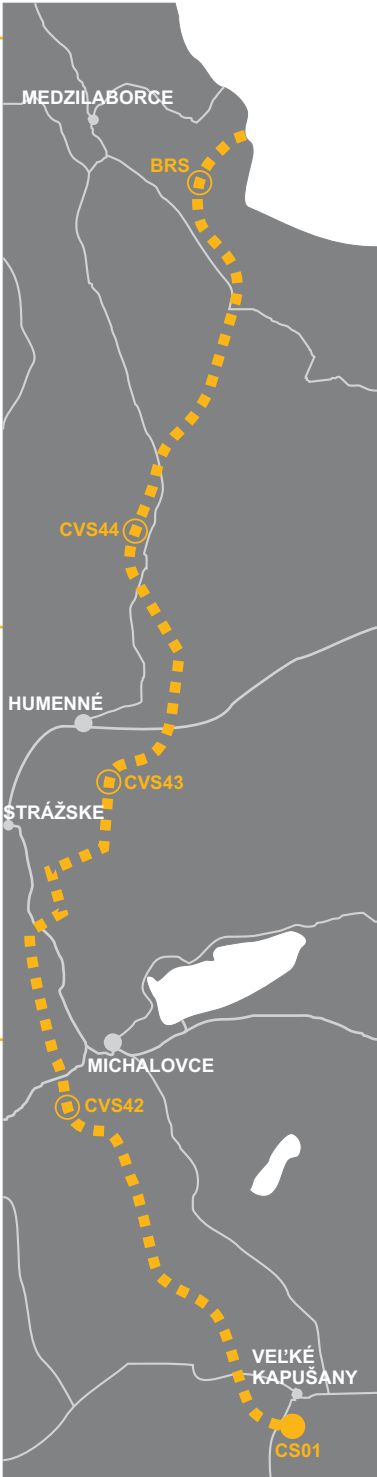 MEDZILABORCE
BRS
CVS44
HUMENNÉ
CVS43
STRÁŽSKE
MICHALOVCE
CVS42
VEĽKÉ
KAPUŠANY
CS01